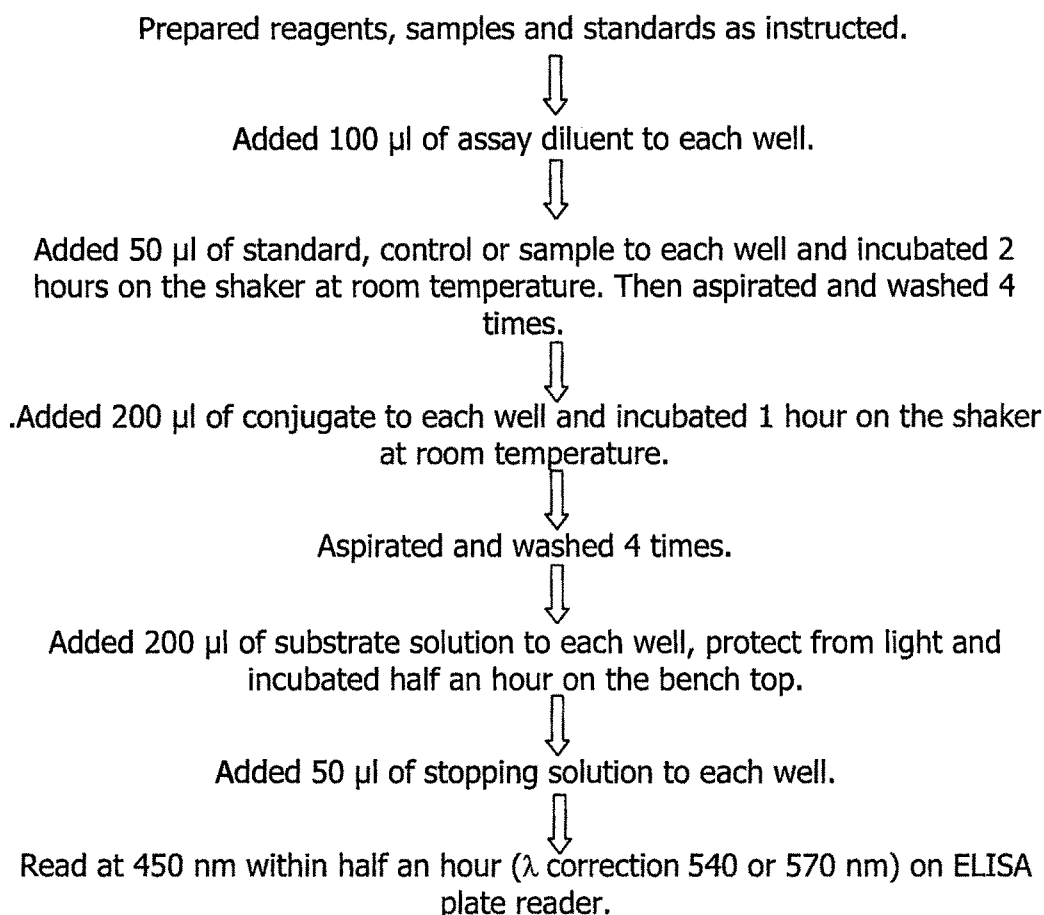 Prepared reagents, samples and standards as instructed.
Added 100 µl of assay diluent to each well.
Added 50 µl of standard, control or sample to each well and incubated 2
hours on the shaker at room temperature. Then aspirated and washed 4
times.
.Added 200 µl of conjugate to each well and incubated 1 hour on the shaker
at room temperature.
Aspirated and washed 4 times.
Added 200 µl of substrate solution to each well, protect from light and
incubated half an hour on the bench top.
Added 50 µl of stopping solution to each well.
Read at 450 nm within half an hour (λ correction 540 or 570 nm) on ELISA
plate reader.